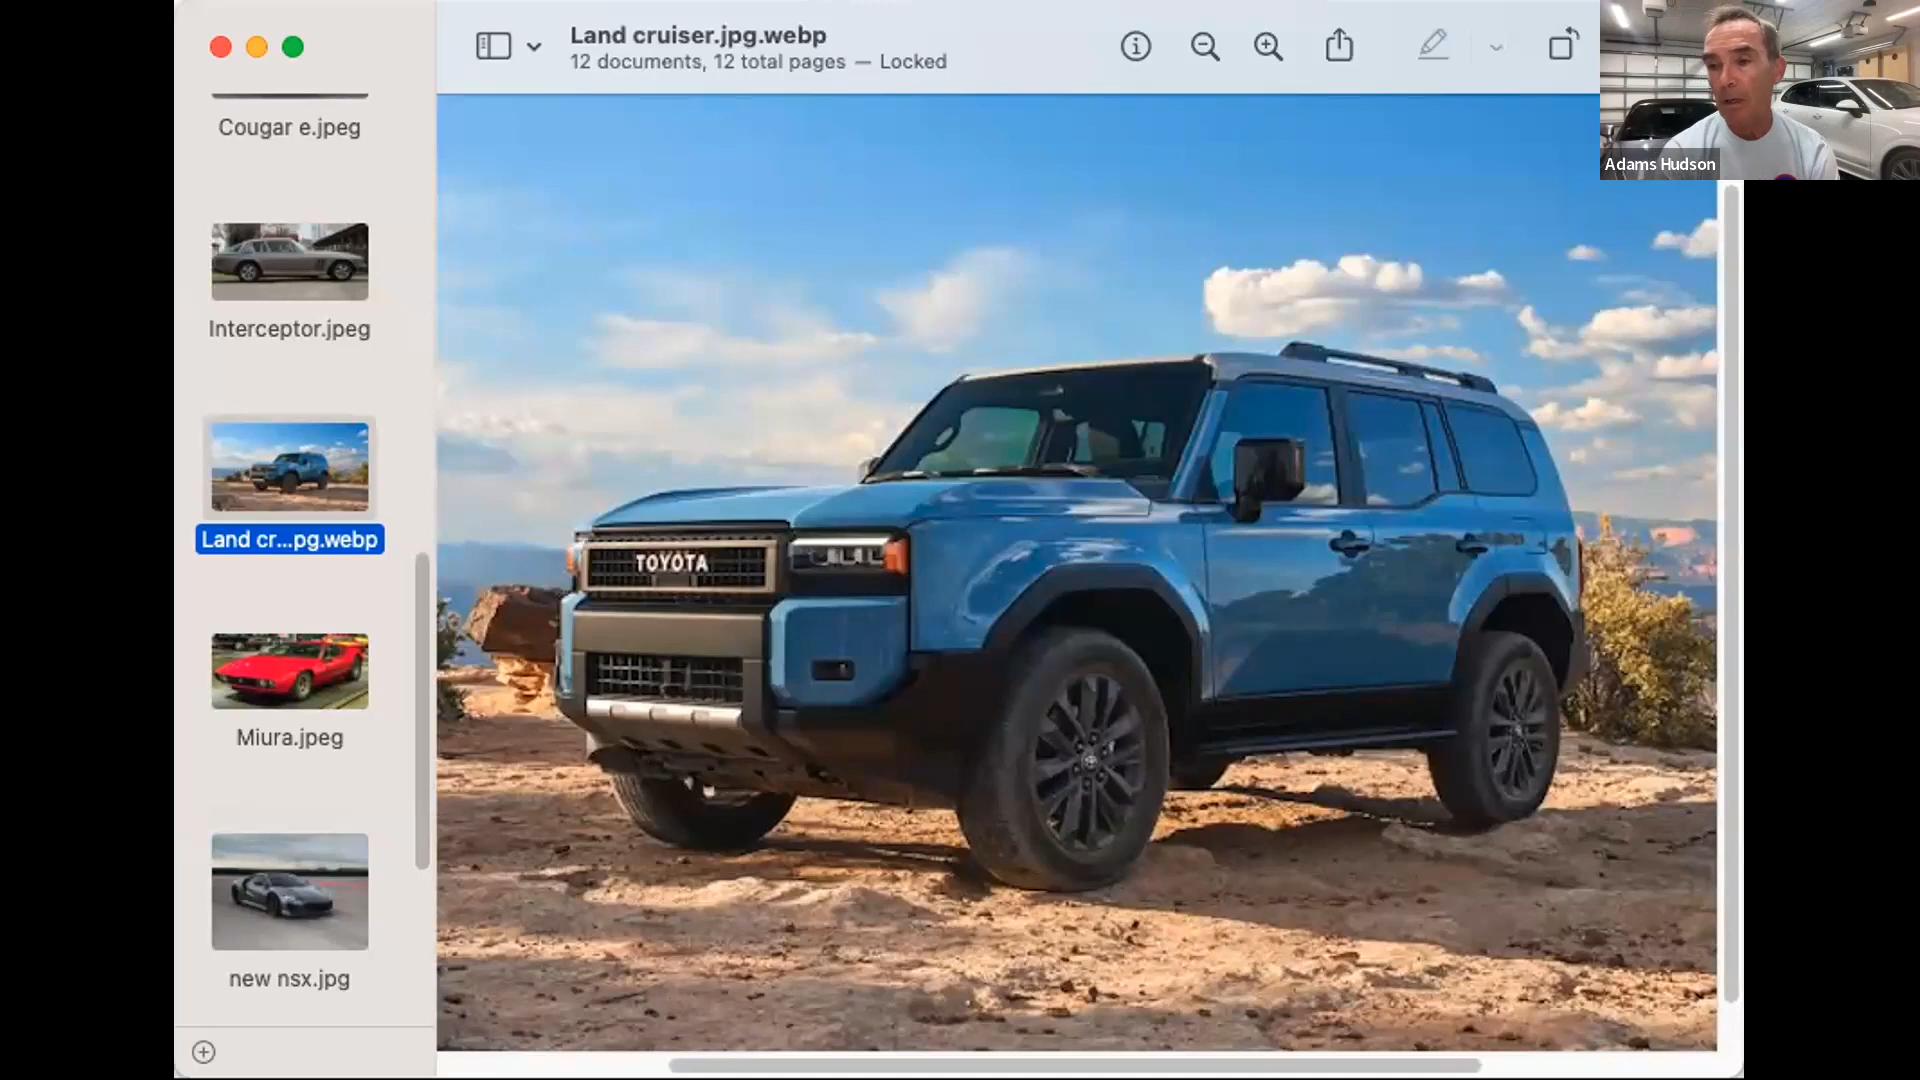 Land cruiser.jpg.webp
12 documents, 12 total pages — Locked
Adams Hudson
Cougar e.jpeg
Interceptor.jpeg
Land cr...pg.webp
Miura.jpeg
new nsx.jpg
TOYOTA